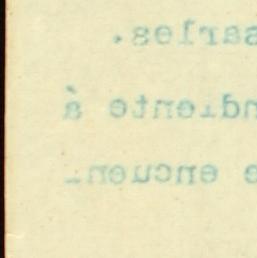 sarles.
ndiente á
e encuen-